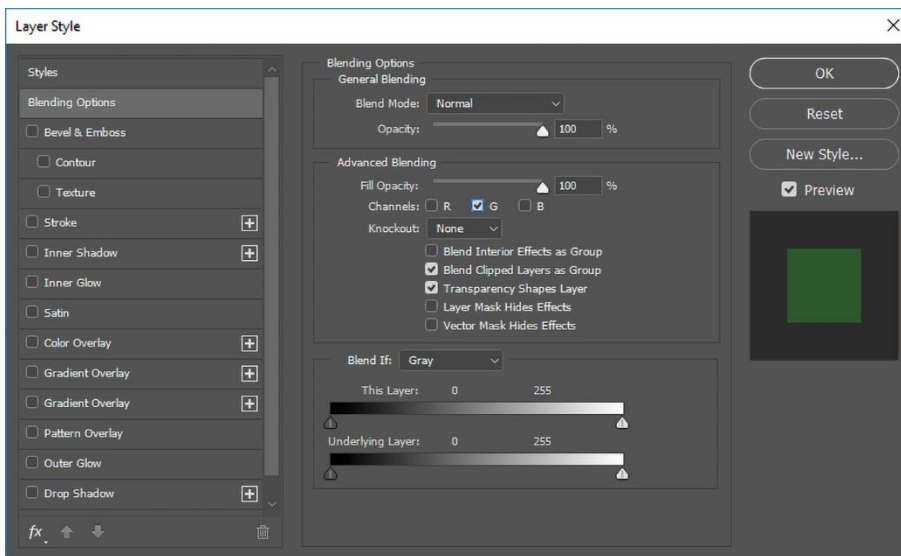 Layer Style
Styles
Blending Options
Bevel & Emboss
Contour
Texture
Stroke
Inner Shadow
Inner Glow
Satin
Color Overlay
Gradient Overlay
Gradient Overlay
Pattern Overlay
Outer Glow
Drop Shadow
fx
Blending Options
General Blending
Blend Mode: Normal
Opacity: 100 %
Advanced Blending
Fill Opacity: 100 %
Channels: R G B
Knockout: None
Blend Interior Effects as Group
Blend Clipped Layers as Group
Transparency Shapes Layer
Layer Mask Hides Effects
Vector Mask Hides Effects
Blend If: Gray
This Layer: 0 255
Underlying Layer: 0 255
OK
Reset
New Style...
Preview